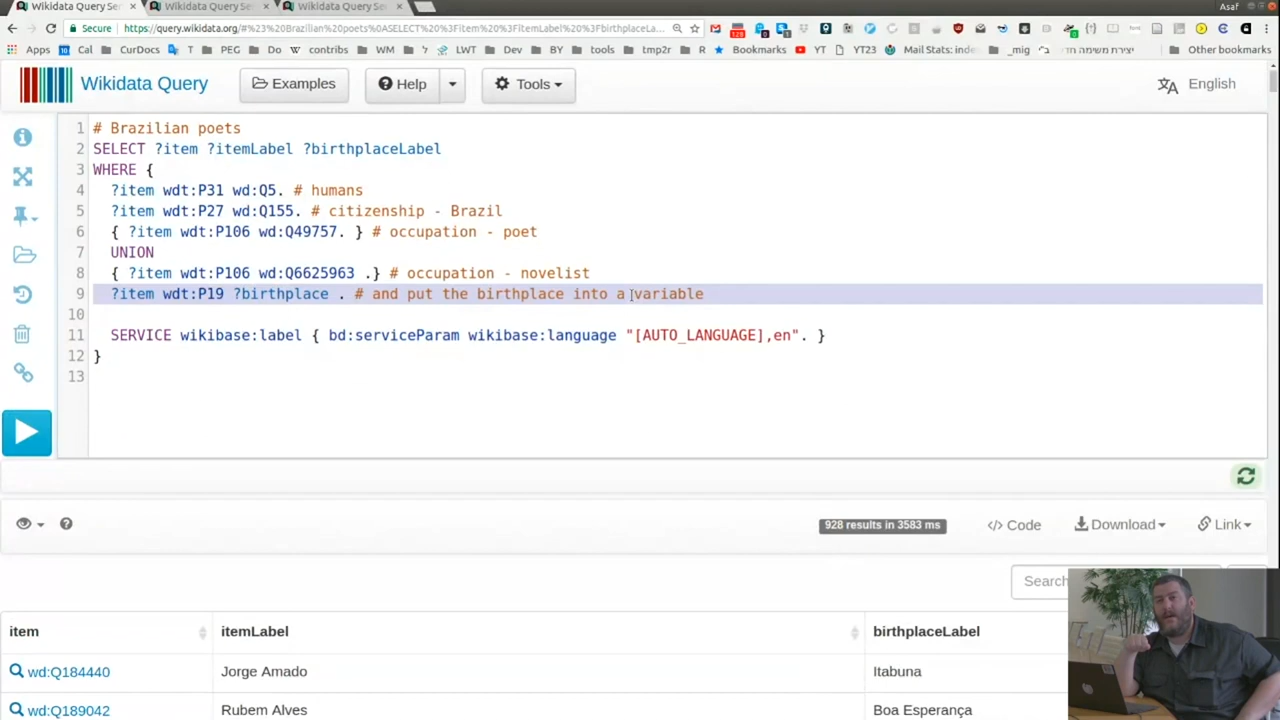 Wikidata Query Ser
Wikidata Query Se
Wikidata Query Se
Asaf
Secure
https://query.wikidata.org/#%23%20Brazilian%20poets%0ASELECT%20%3Fitem%20%3FitemLabel%20%3FbirthplaceLa
Apps
Cal
CurDocs
T
PEG
Do
contribs
WM
LWT
Dev
BY
tools
tmp2r
R
Bookmarks
YT
YT23
Mail Stats: inde
_mig
Other bookmarks
Wikidata Query
Examples
Help
Tools
English
1 # Brazilian poets
2 SELECT ?item ?itemLabel ?birthplaceLabel
3 WHERE {
4 ?item wdt:P31 wd:Q5. # humans
5 ?item wdt:P27 wd:Q155. # citizenship - Brazil
6 { ?item wdt:P106 wd:Q49757. } # occupation - poet
7 UNION
8 { ?item wdt:P106 wd:Q6625963 .} # occupation - novelist
9 ?item wdt:P19 ?birthplace . # and put the birthplace into a variable
10
11 SERVICE wikibase:label { bd:serviceParam wikibase:language "[AUTO_LANGUAGE],en". }
12 }
13
928 results in 3583 ms
</> Code
Download
Link
Search
item
itemLabel
birthplaceLabel
wd:Q184440
Jorge Amado
Itabuna
wd:Q189042
Rubem Alves
Boa Esperança